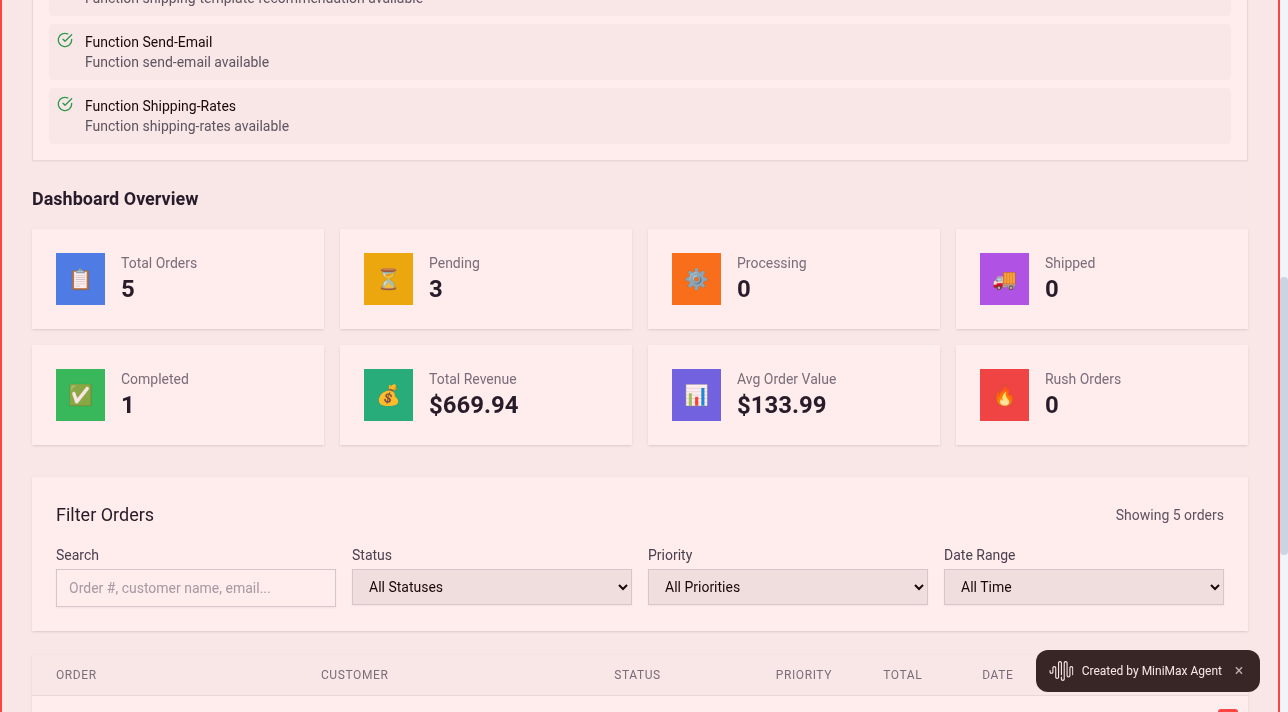 Function shipping-template recommendation available
Function Send-Email
Function send-email available
Function Shipping-Rates
Function shipping-rates available
Dashboard Overview
Total Orders
5
Pending
3
Processing
0
Shipped
0
Completed
1
Total Revenue
$669.94
Avg Order Value
$133.99
Rush Orders
0
Filter Orders
Showing 5 orders
Search
Order #, customer name, email...
Status
All Statuses
Priority
All Priorities
Date Range
All Time
ORDER CUSTOMER STATUS PRIORITY TOTAL DATE
Created by MiniMax Agent ×